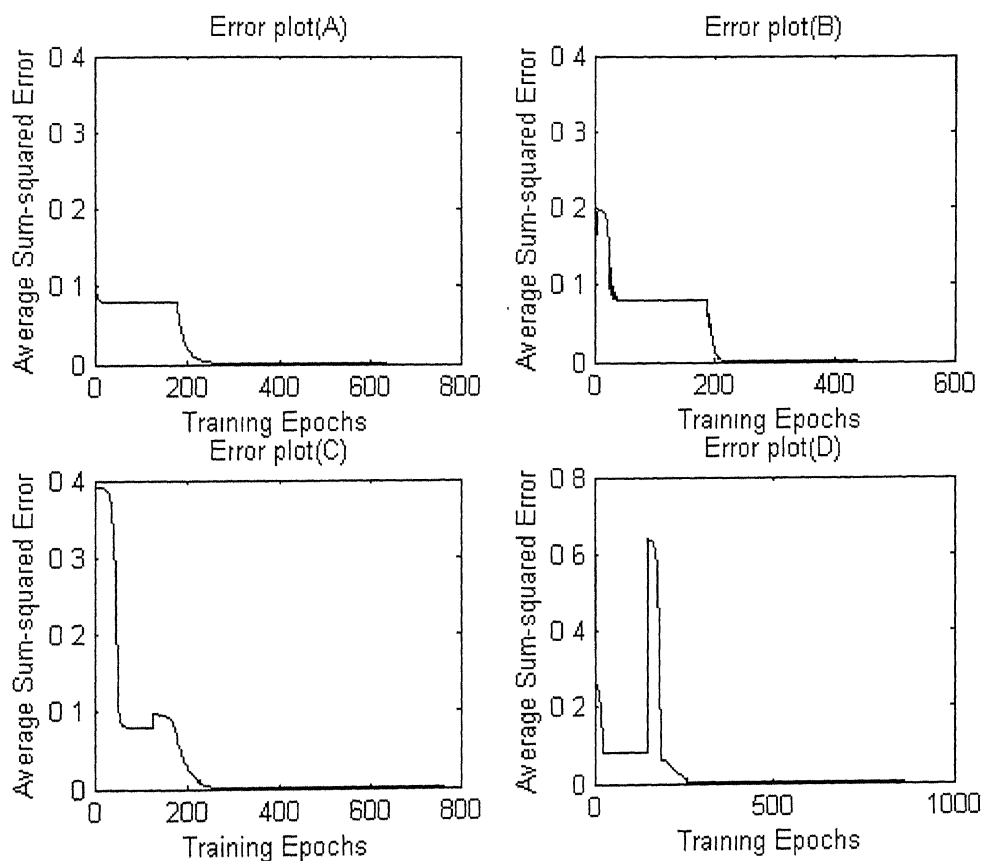 Error plot(A)
Average Sum-squared Error
0 4
0 3
0 2
0 1
0
0 200 400 600 800
Training Epochs
Error plot(B)
Average Sum-squared Error
0 4
0 3
0 2
0 1
0
0 200 400 600
Training Epochs
Error plot(C)
Average Sum-squared Error
0 4
0 3
0 2
0 1
0
0 200 400 600 800
Training Epochs
Error plot(D)
Average Sum-squared Error
0 8
0 6
0 4
0 2
0
0 500 1000
Training Epochs